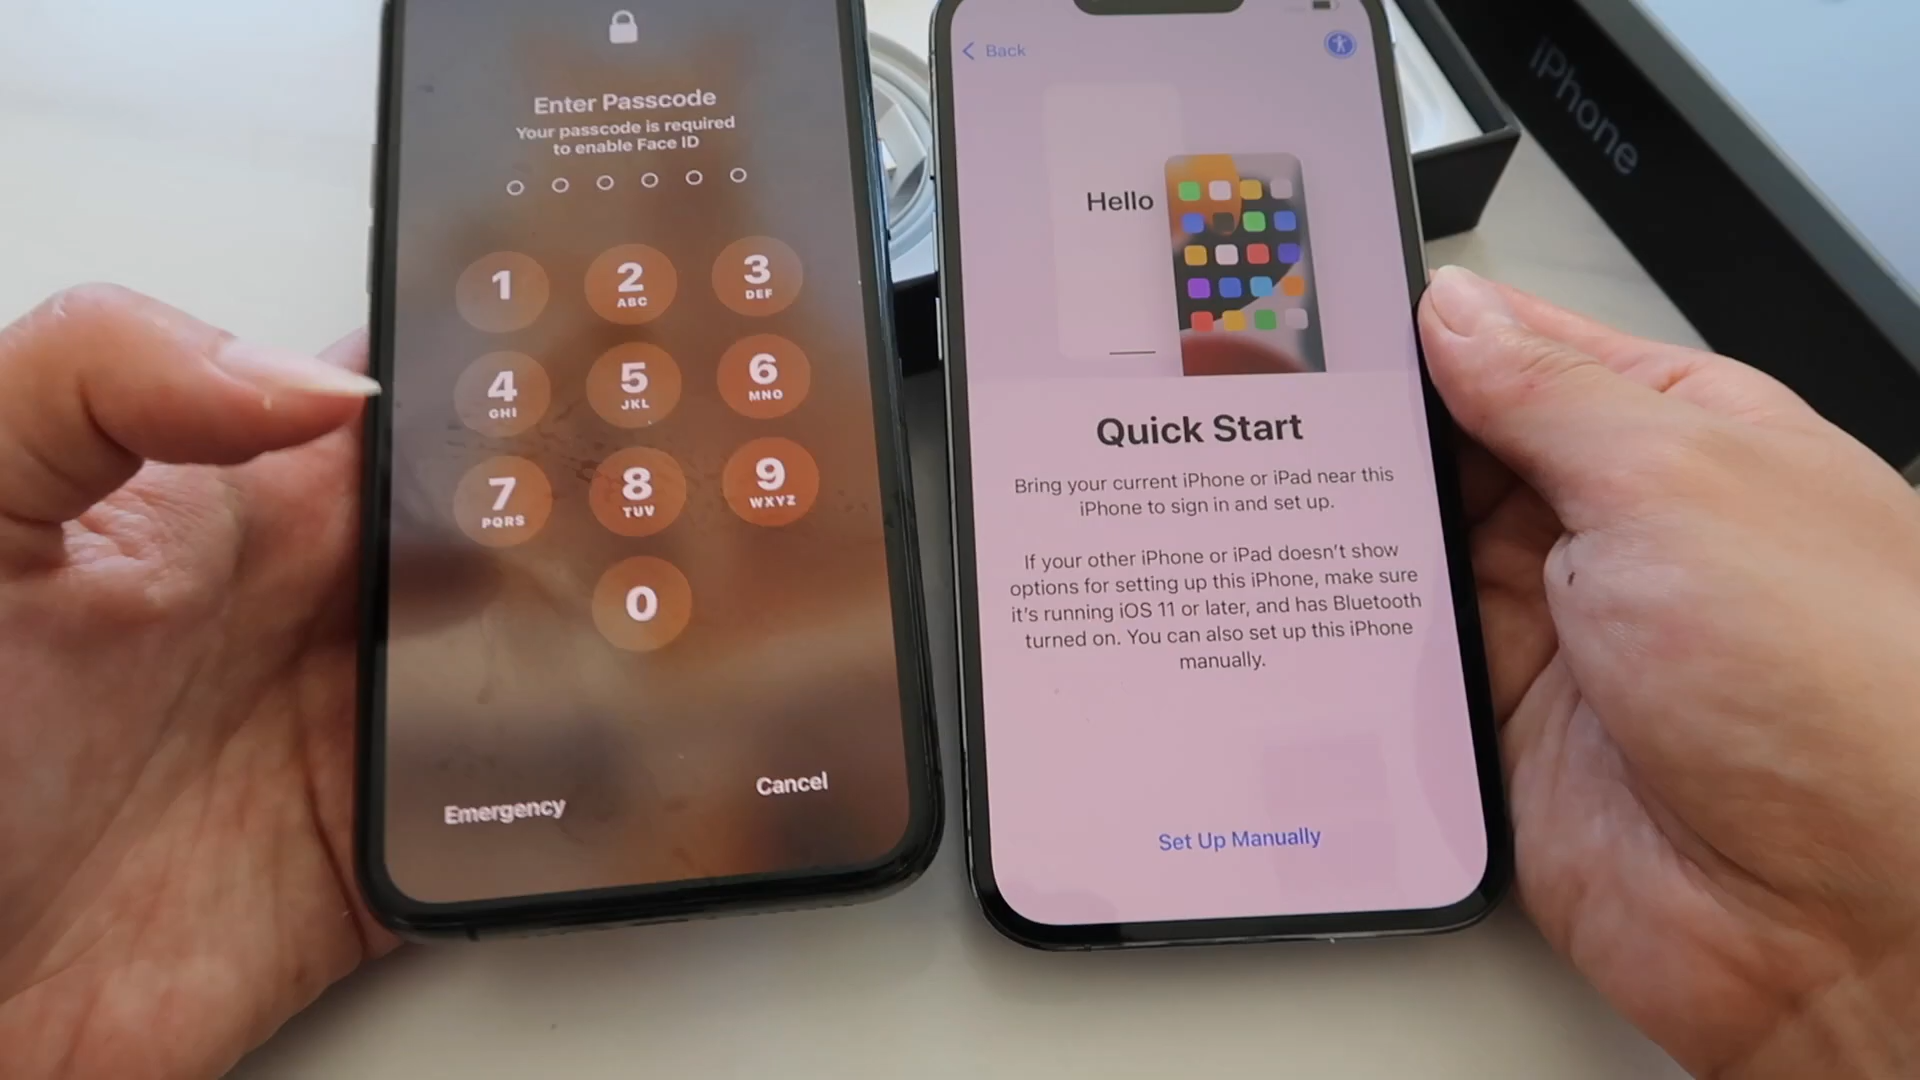 Enter Passcode
Your passcode is required
to enable Face ID
1
2
ABC
3
DEF
4
GHI
5
JKL
6
MNO
7
PQRS
8
TUV
9
WXYZ
0
Emergency
Cancel
Back
Hello
Quick Start
Bring your current iPhone or iPad near this
iPhone to sign in and set up.
If your other iPhone or iPad doesn't show
options for setting up this iPhone, make sure
it's running iOS 11 or later, and has Bluetooth
turned on. You can also set up this iPhone
manually.
Set Up Manually
iPhone